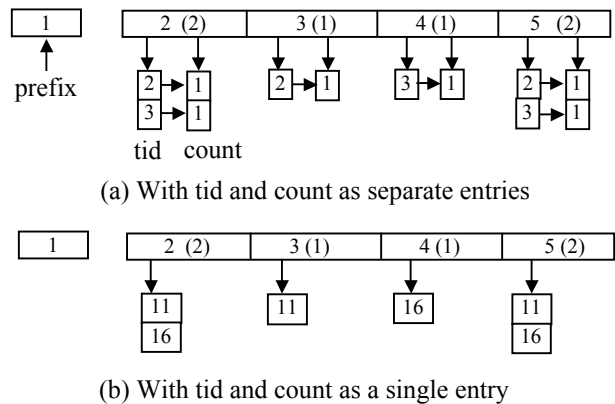 1 2 (2) 3 (1) 4 (1) 5 (2)
prefix
2 1 2 1 3 1 2 1
3 1 3 1
tid count
(a) With tid and count as separate entries
1 2 (2) 3 (1) 4 (1) 5 (2)
11 11 16 11
16 16
(b) With tid and count as a single entry